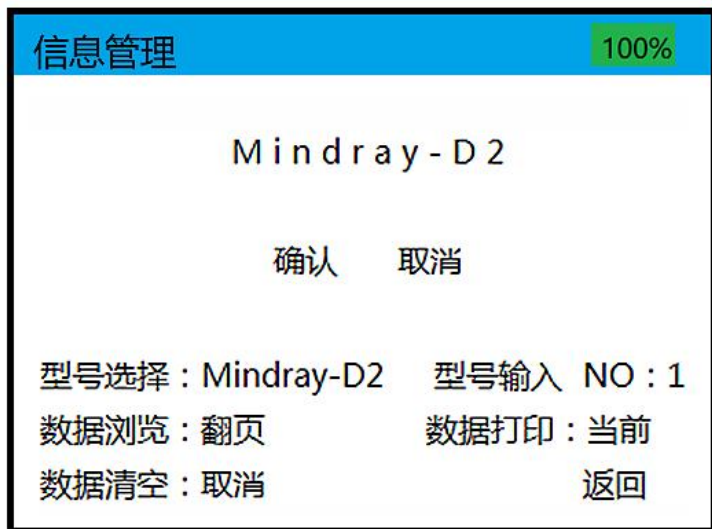 信息管理 100%
Mindray-D2
确认 取消
型号选择：Mindray-D2 型号输入 NO：1
数据浏览：翻页 数据打印：当前
数据清空：取消 返回